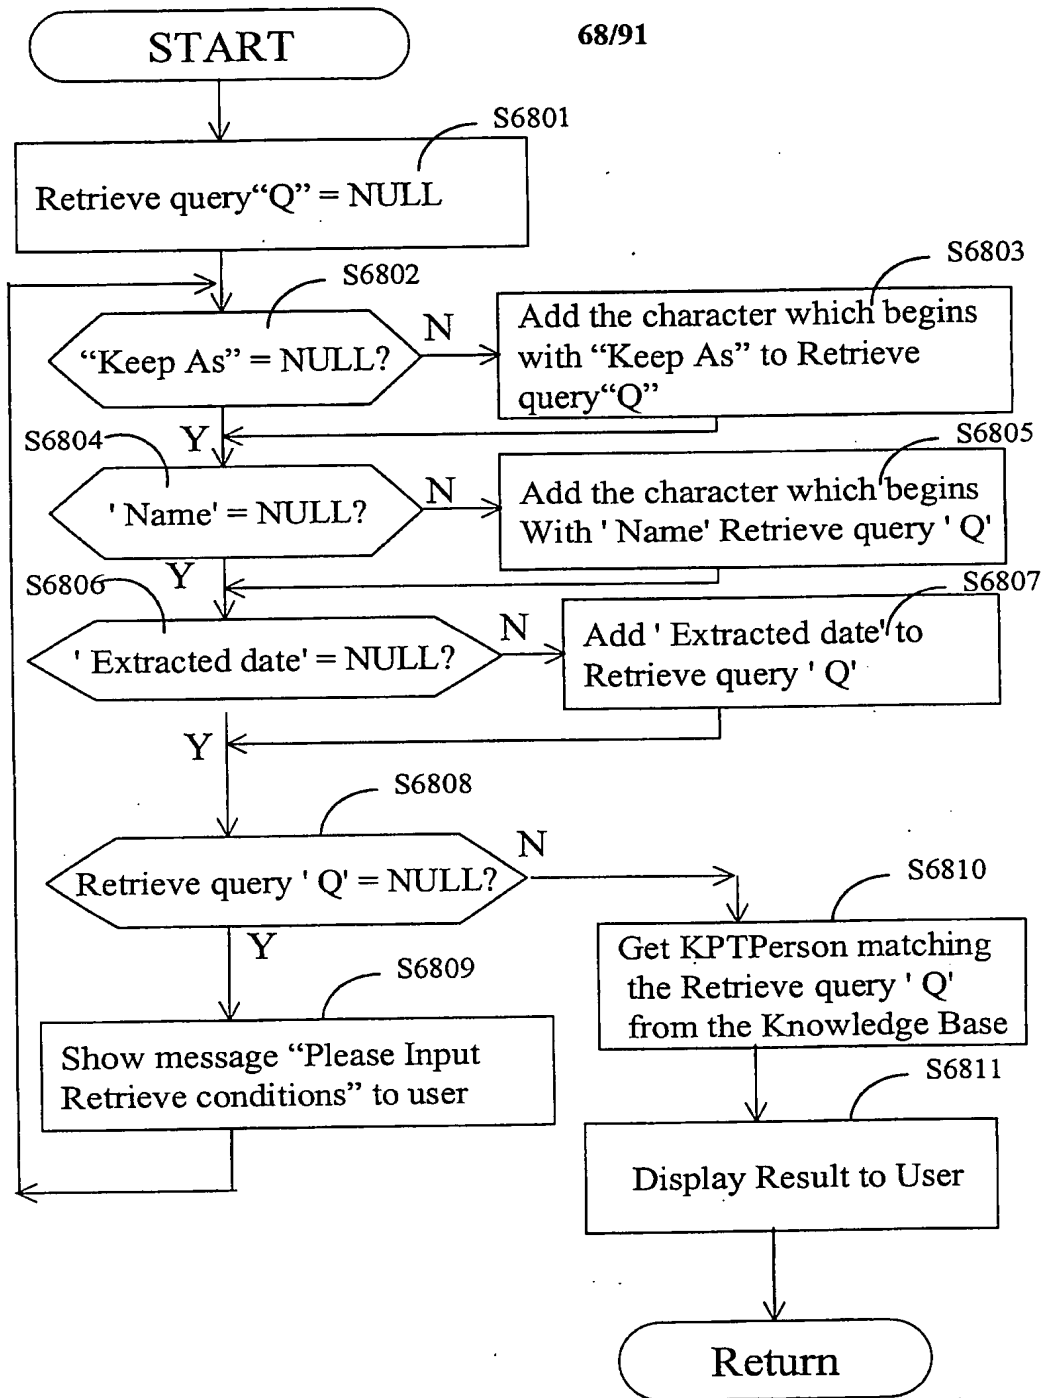 START
68/91
S6801
Retrieve query“Q” = NULL
S6802
“Keep As” = NULL?
N
S6803
Add the character which begins
with “Keep As” to Retrieve
query“Q”
Y
S6804
' Name' = NULL?
N
S6805
Add the character which begins
With ' Name' Retrieve query ' Q'
Y
S6806
' Extracted date' = NULL?
N
S6807
Add ' Extracted date' to
Retrieve query ' Q'
Y
S6808
Retrieve query ' Q' = NULL?
N
Y
S6809
Show message “Please Input
Retrieve conditions” to user
S6810
Get KPTPerson matching
the Retrieve query ' Q'
from the Knowledge Base
S6811
Display Result to User
Return